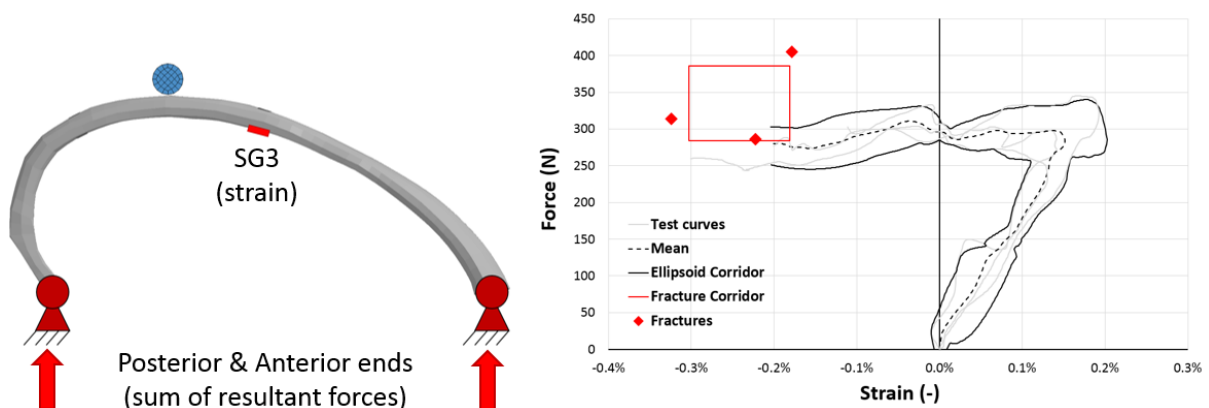 SG3
(strain)
Posterior & Anterior ends
(sum of resultant forces)
Force (N)
450
400
350
300
250
200
150
100
50
0
Test curves
Mean
Ellipsoid Corridor
Fracture Corridor
Fractures
-0.4%
-0.3%
-0.2%
-0.1%
0.0%
0.1%
0.2%
0.3%
Strain (-)